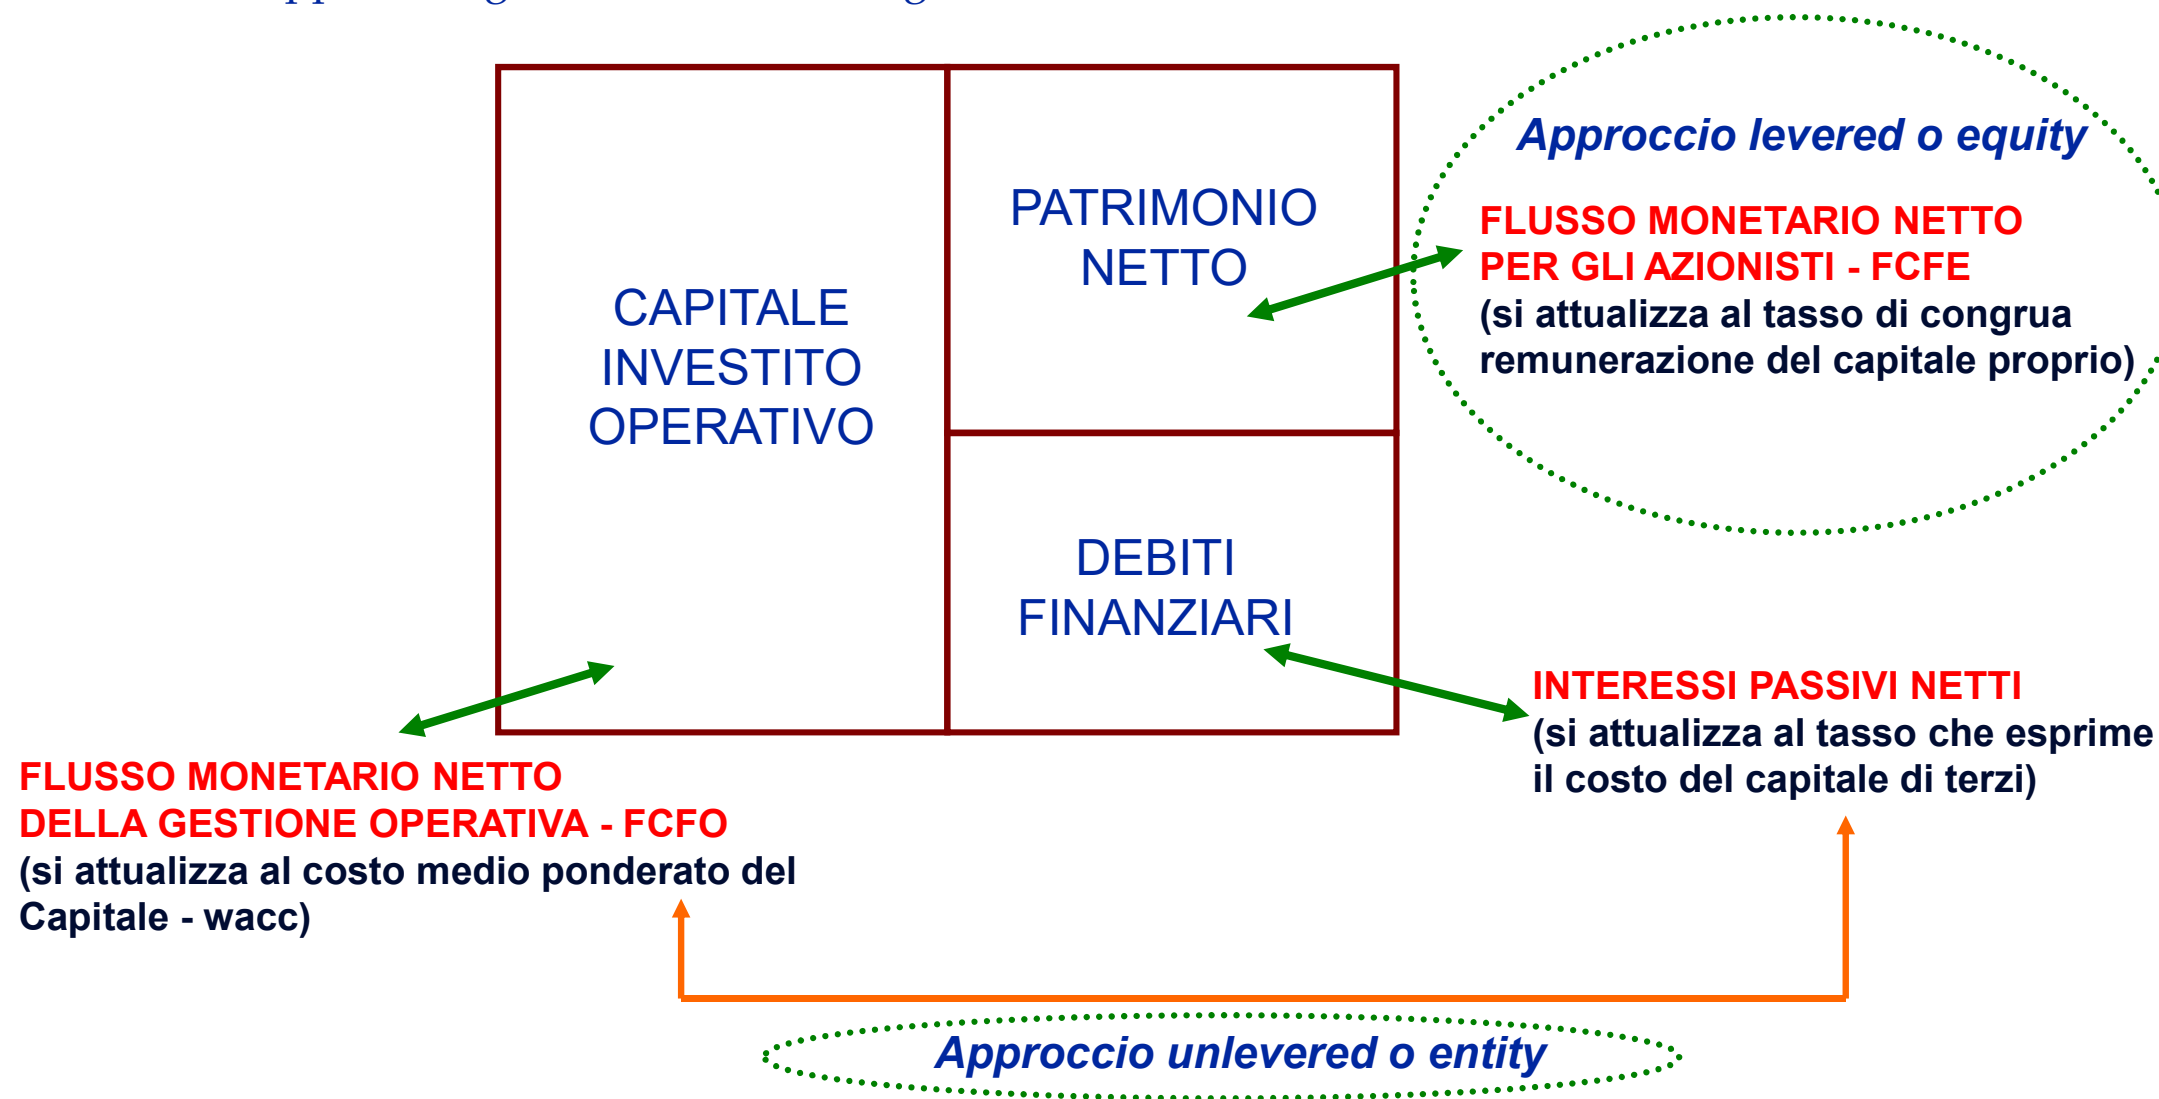 Approccio levered o equity
PATRIMONIO
NETTO
FLUSSO MONETARIO NETTO
PER GLI AZIONISTI - FCFE
(si attualizza al tasso di congrua
remunerazione del capitale proprio)
CAPITALE
INVESTITO
OPERATIVO
DEBITI
FINANZIARI
INTERESSI PASSIVI NETTI
(si attualizza al tasso che esprime
il costo del capitale di terzi)
FLUSSO MONETARIO NETTO
DELLA GESTIONE OPERATIVA - FCFO
(si attualizza al costo medio ponderato del
Capitale - wacc)
Approccio unlevered o entity